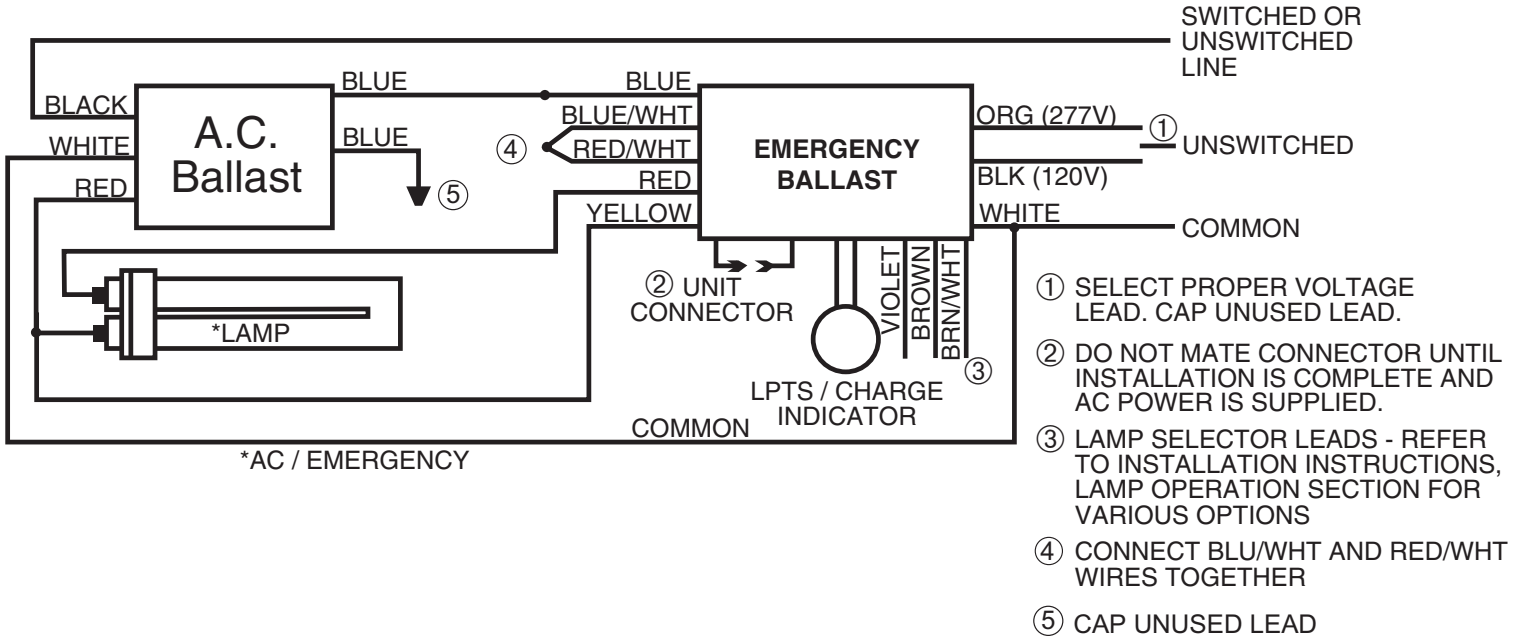 SWITCHED OR
UNSWITCHED
LINE
BLACK
WHITE
RED
A.C.
Ballast
BLUE
BLUE
⑤
BLUE
BLUE/WHT
④
RED/WHT
RED
YELLOW
EMERGENCY
BALLAST
ORG (277V)
①
UNSWITCHED
BLK (120V)
WHITE
COMMON
② UNIT
CONNECTOR
VIOLET
BROWN
BRN/WHT
③
LPTS / CHARGE
INDICATOR
*LAMP
COMMON
*AC / EMERGENCY
① SELECT PROPER VOLTAGE
LEAD. CAP UNUSED LEAD.
② DO NOT MATE CONNECTOR UNTIL
INSTALLATION IS COMPLETE AND
AC POWER IS SUPPLIED.
③ LAMP SELECTOR LEADS - REFER
TO INSTALLATION INSTRUCTIONS,
LAMP OPERATION SECTION FOR
VARIOUS OPTIONS
④ CONNECT BLU/WHT AND RED/WHT
WIRES TOGETHER
⑤ CAP UNUSED LEAD